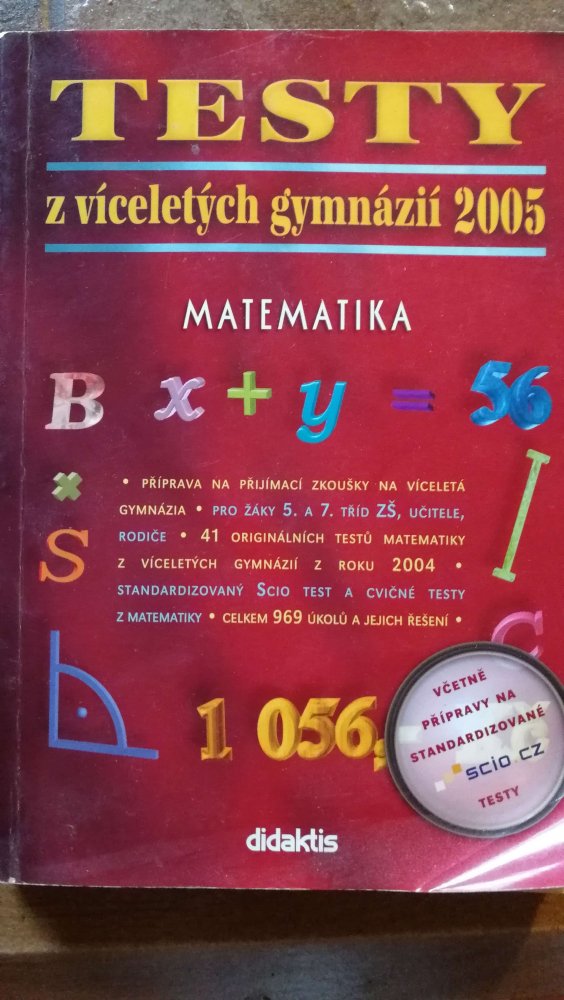 TESTY
z víceletých gymnázií 2005
MATEMATIKA
B x + y = 56
x
S
• PŘÍPRAVA NA PŘIJÍMACÍ ZKOUŠKY NA VÍCELETÁ
GYMNÁZIA • PRO ŽÁKY 5. A 7. TŘÍD ZŠ, UČITELE,
RODIČE • 41 ORIGINÁLNÍCH TESTŮ MATEMATIKY
Z VÍCELETÝCH GYMNÁZIÍ Z ROKU 2004 •
STANDARDIZOVANÝ SCIO TEST A CVIČNÉ TESTY
Z MATEMATIKY • CELKEM 969 ÚKOLŮ A JEJICH ŘEŠENÍ •
C
1 056,
VČETNĚ
PŘÍPRAVY NA
STANDARDIZOVANÉ
scio.cz
TESTY
didaktis